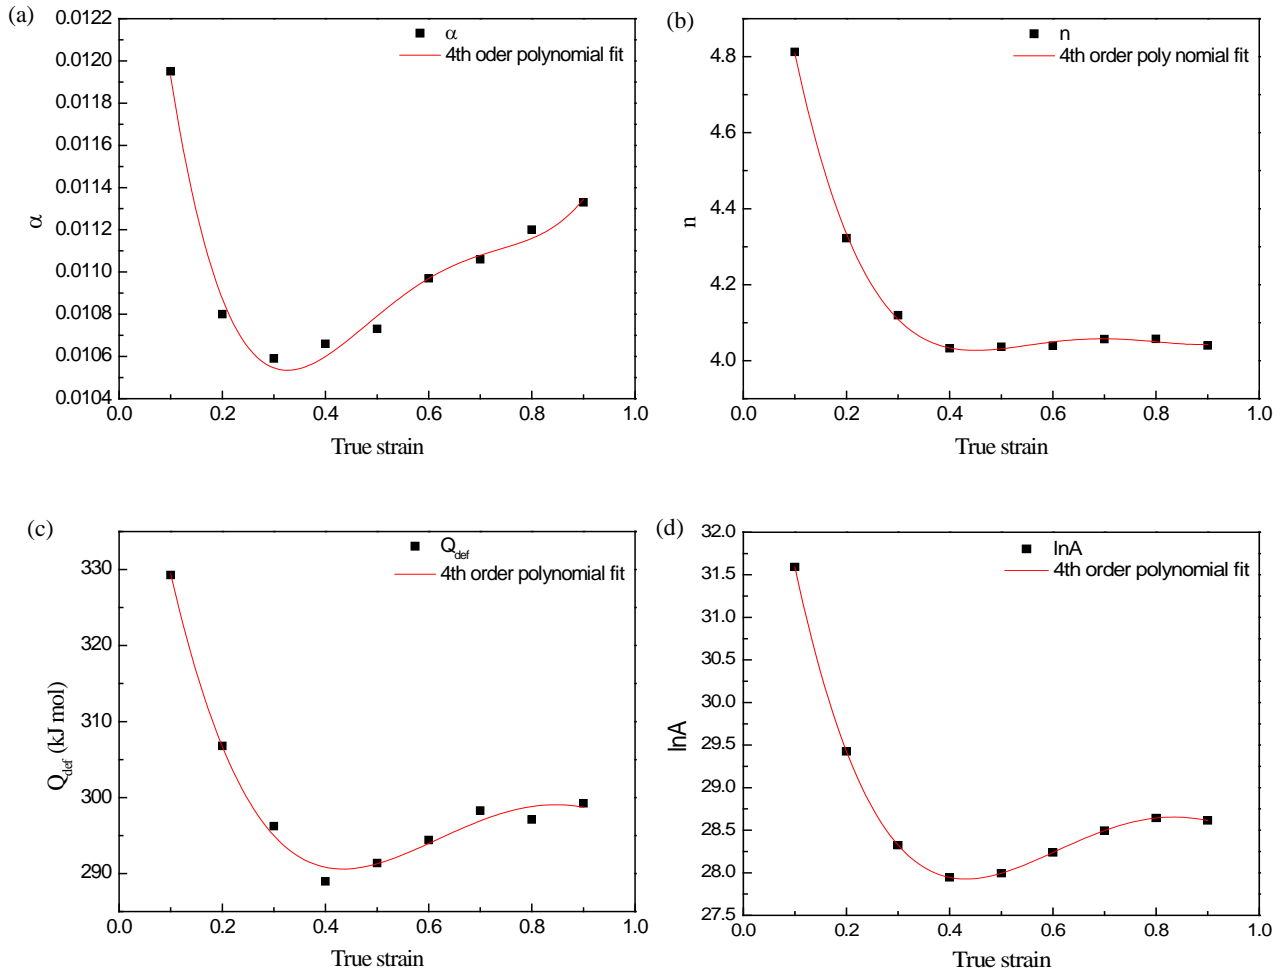 (a)
α
4th oder polynomial fit
0.0122
0.0120
0.0118
0.0116
0.0114
0.0112
0.0110
0.0108
0.0106
0.0104
α
0.0 0.2 0.4 0.6 0.8 1.0
True strain
(b)
n
4th order poly nomial fit
4.8
4.4
4.2
4.0
n
0.0 0.2 0.4 0.6 0.8 1.0
True strain
(c)
Q_def
4th order polynomial fit
330
320
310
300
290
Q_def (kJ mol)
0.0 0.2 0.4 0.6 0.8 1.0
True strain
(d)
lnA
4th order polynomial fit
32.0
31.5
31.0
30.5
30.0
29.5
29.0
28.5
28.0
27.5
lnA
0.0 0.2 0.4 0.6 0.8 1.0
True strain